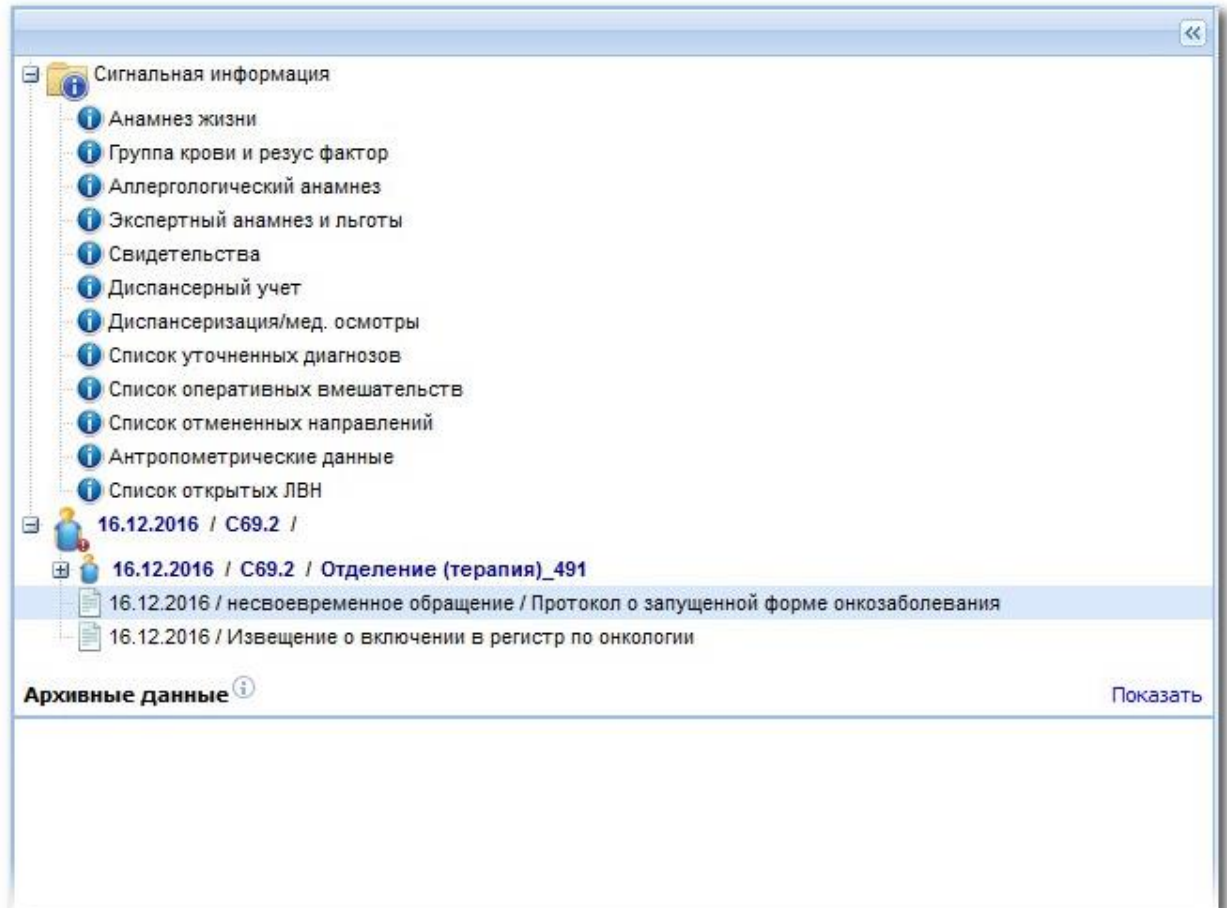 Сигнальная информация
Анамнез жизни
Группа крови и резус фактор
Аллергологический анамнез
Экспертный анамнез и льготы
Свидетельства
Диспансерный учет
Диспансеризация/мед. осмотры
Список уточненных диагнозов
Список оперативных вмешательств
Список отмененных направлений
Антропометрические данные
Список открытых ЛВН
16.12.2016 / C69.2 /
16.12.2016 / C69.2 / Отделение (терапия)_491
16.12.2016 / несвоевременное обращение / Протокол о запущенной форме онкозаболевания
16.12.2016 / Извещение о включении в регистр по онкологии
Архивные данные Показать